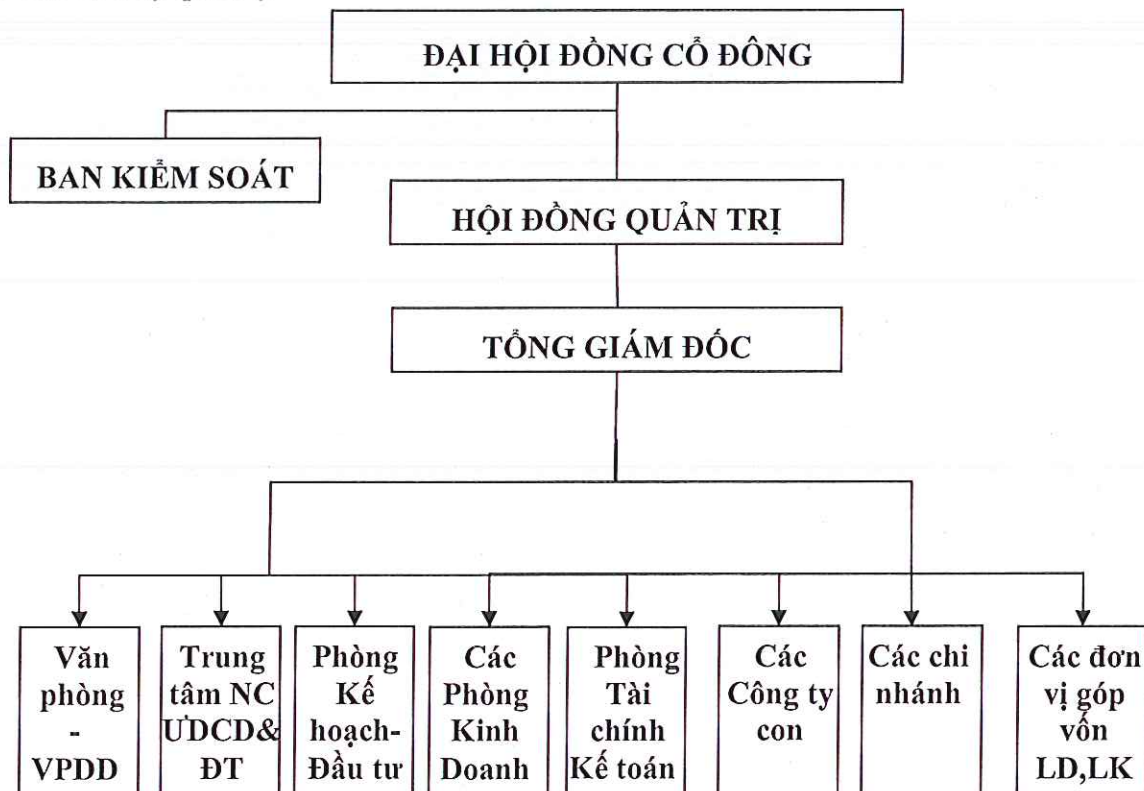 ĐẠI HỘI ĐỒNG CỔ ĐÔNG
BAN KIỂM SOÁT
HỘI ĐỒNG QUẢN TRỊ
TỔNG GIÁM ĐỐC
Văn
phòng
-
VPDD
Trung
tâm NC
ƯDCD&
ĐT
Phòng
Kế
hoạch-
Đầu tư
Các
Phòng
Kinh
Doanh
Phòng
Tài
chính
Kế toán
Các
Công ty
con
Các chi
nhánh
Các đơn
vị góp
vốn
LD,LK